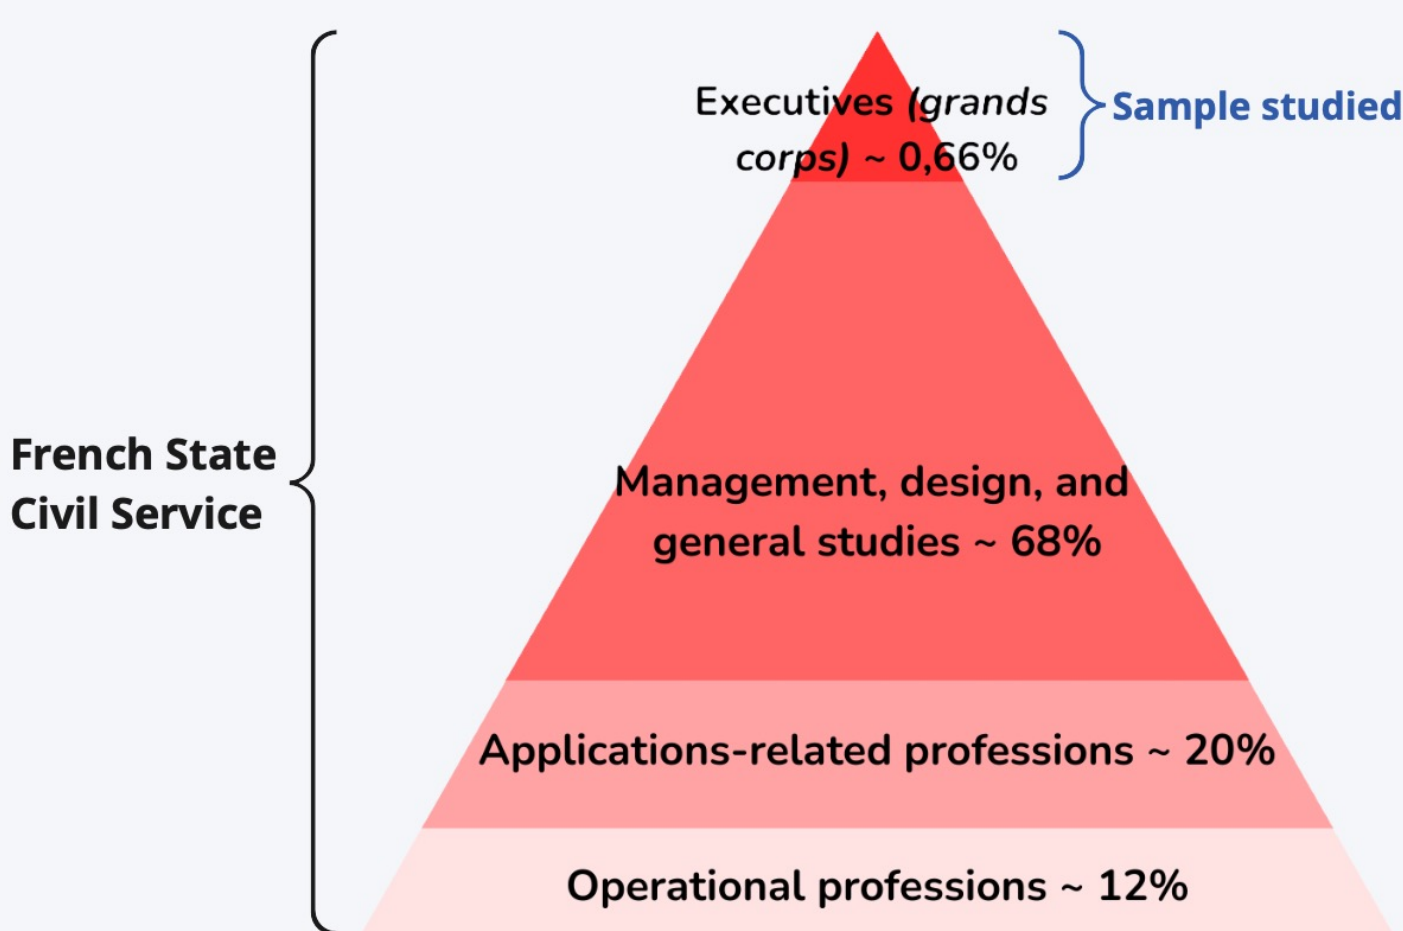 Executives (grands
corps) ~ 0,66%
Sample studied
French State
Civil Service
Management, design, and
general studies ~ 68%
Applications-related professions ~ 20%
Operational professions ~ 12%